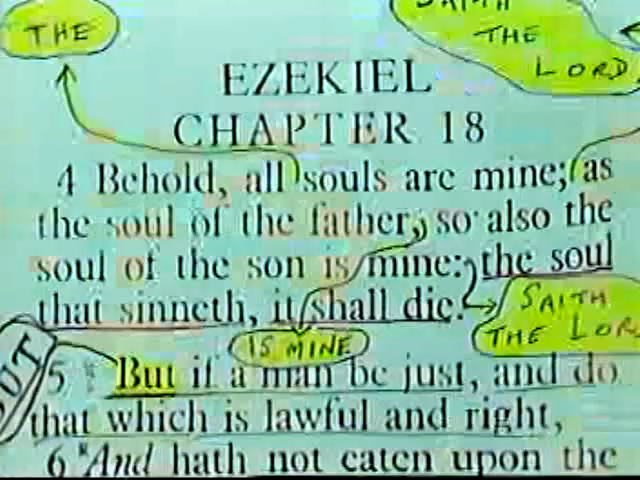 THE
SAITH
THE
LORD
EZEKIEL
CHAPTER 18
4 Behold, all souls are mine; as
the soul of the father, so also the
soul of the son is mine: the soul
that sinneth, it shall die.
SAITH
THE LORD
IS MINE
BUT
5 But if a man be just, and do
that which is lawful and right,
6 And hath not eaten upon the